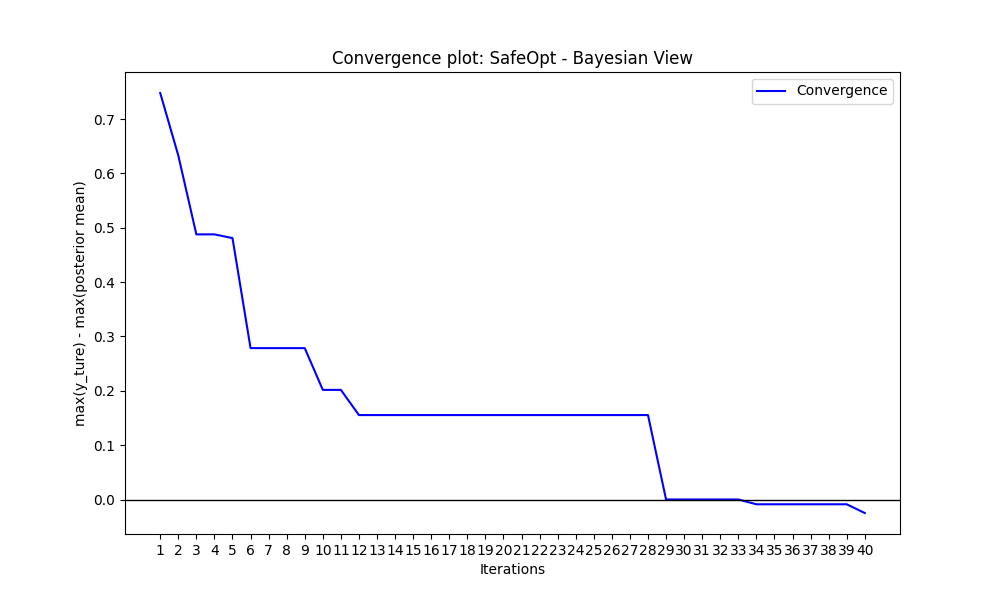 Convergence plot: SafeOpt - Bayesian View
Convergence
max(y_ture) - max(posterior mean)
0.7
0.6
0.5
0.4
0.3
0.2
0.1
0.0
1 2 3 4 5 6 7 8 9 10 11 12 13 14 15 16 17 18 19 20 21 22 23 24 25 26 27 28 29 30 31 32 33 34 35 36 37 38 39 40
Iterations